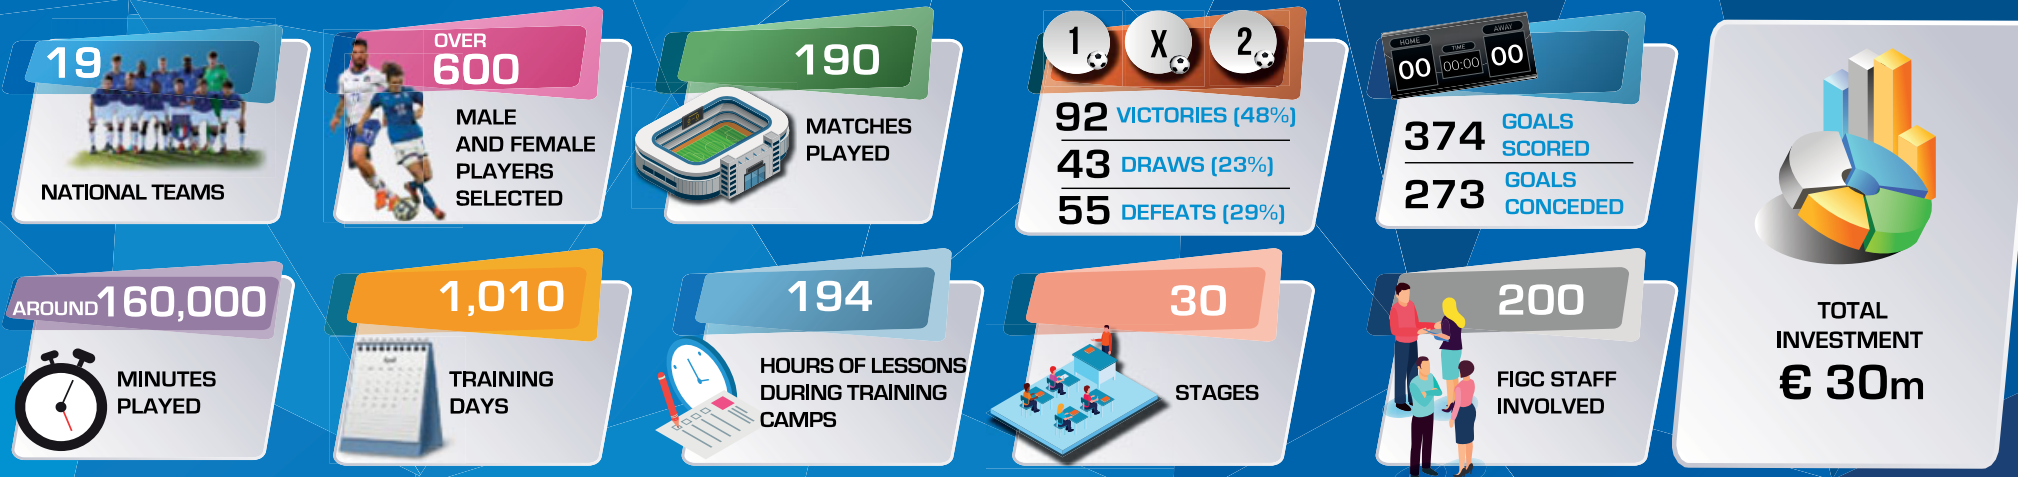 19
NATIONAL TEAMS
OVER
600
MALE
AND FEMALE
PLAYERS
SELECTED
190
MATCHES
PLAYED
1 X 2
92 VICTORIES (48%)
43 DRAWS (23%)
55 DEFEATS (29%)
HOME TIME AWAY
00 00:00 00
374 GOALS
SCORED
273 GOALS
CONCEDED
AROUND 160,000
MINUTES
PLAYED
1,010
TRAINING
DAYS
194
HOURS OF LESSONS
DURING TRAINING
CAMPS
30
STAGES
200
FIGC STAFF
INVOLVED
TOTAL
INVESTMENT
€ 30m